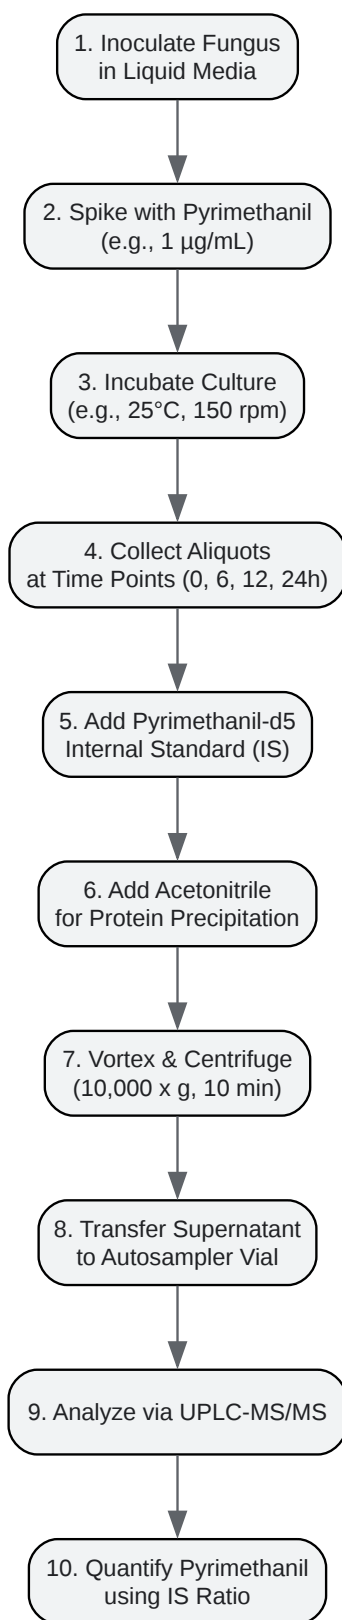 1. Inoculate Fungus
in Liquid Media
2. Spike with Pyrimethanil
(e.g., 1 µg/mL)
3. Incubate Culture
(e.g., 25°C, 150 rpm)
4. Collect Aliquots
at Time Points (0, 6, 12, 24h)
5. Add Pyrimethanil-d5
Internal Standard (IS)
6. Add Acetonitrile
for Protein Precipitation
7. Vortex & Centrifuge
(10,000 x g, 10 min)
8. Transfer Supernatant
to Autosampler Vial
9. Analyze via UPLC-MS/MS
10. Quantify Pyrimethanil
using IS Ratio